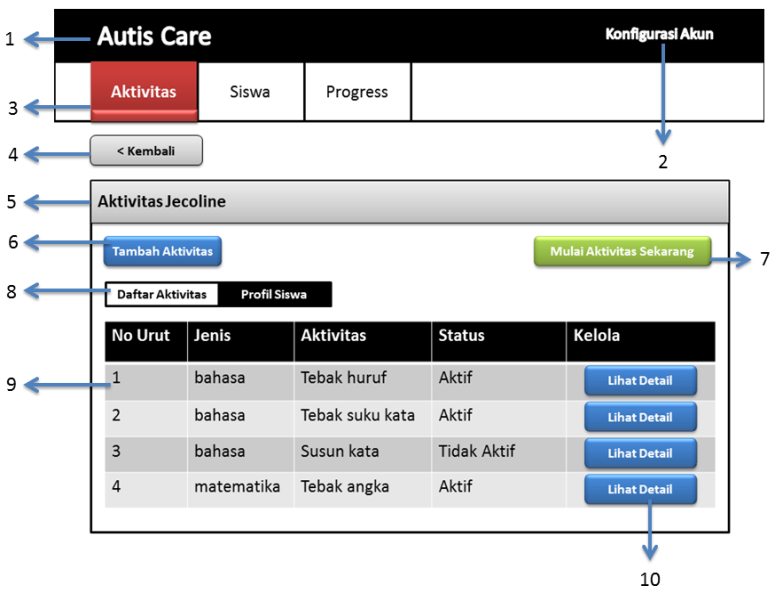 1 Autis Care Konfigurasi Akun
3 Aktivitas Siswa Progress
4 < Kembali 2
5 Aktivitas Jecoline
6 Tambah Aktivitas Mulai Aktivitas Sekarang 7
8 Daftar Aktivitas Profil Siswa
No Urut Jenis Aktivitas Status Kelola
9 1 bahasa Tebak huruf Aktif Lihat Detail
2 bahasa Tebak suku kata Aktif Lihat Detail
3 bahasa Susun kata Tidak Aktif Lihat Detail
4 matematika Tebak angka Aktif Lihat Detail
10